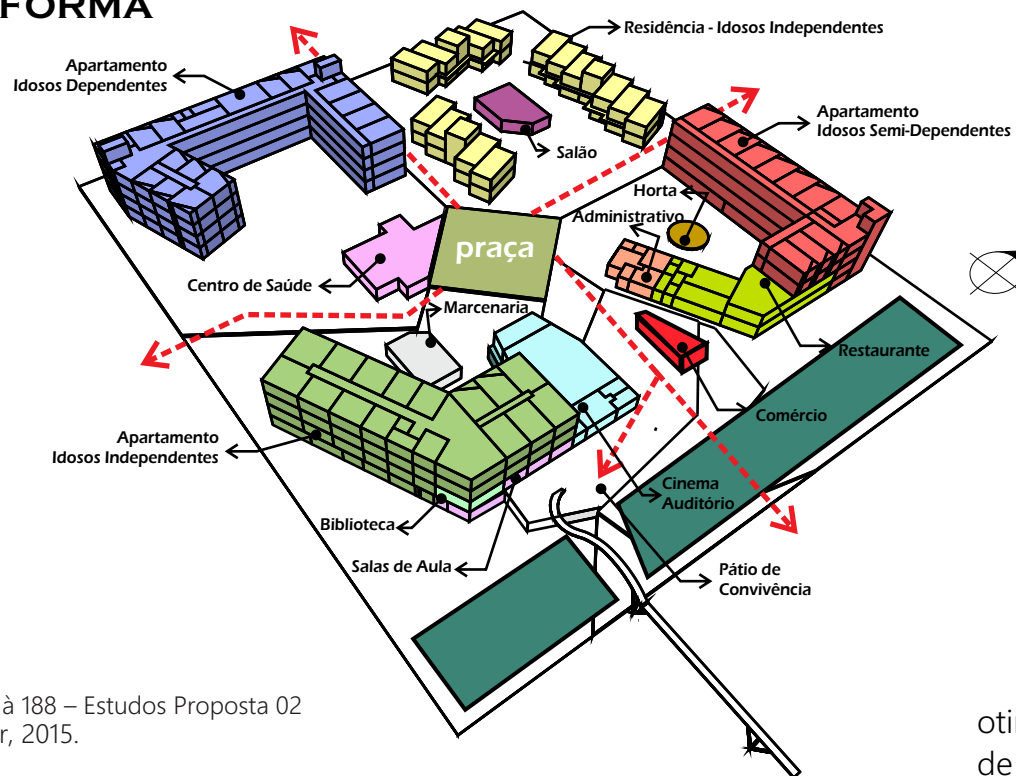 FORMA
Residência - Idosos Independentes
Apartamento
Idosos Dependentes
Apartamento
Idosos Semi-Dependentes
Salão
Horta
Administrativo
praça
Centro de Saúde
Marcenaria
Restaurante
Comércio
Apartamento
Idosos Independentes
Cinema
Auditório
Biblioteca
Salas de Aula
Pátio de
Convivência
à 188 – Estudos Proposta 02
r, 2015.
de